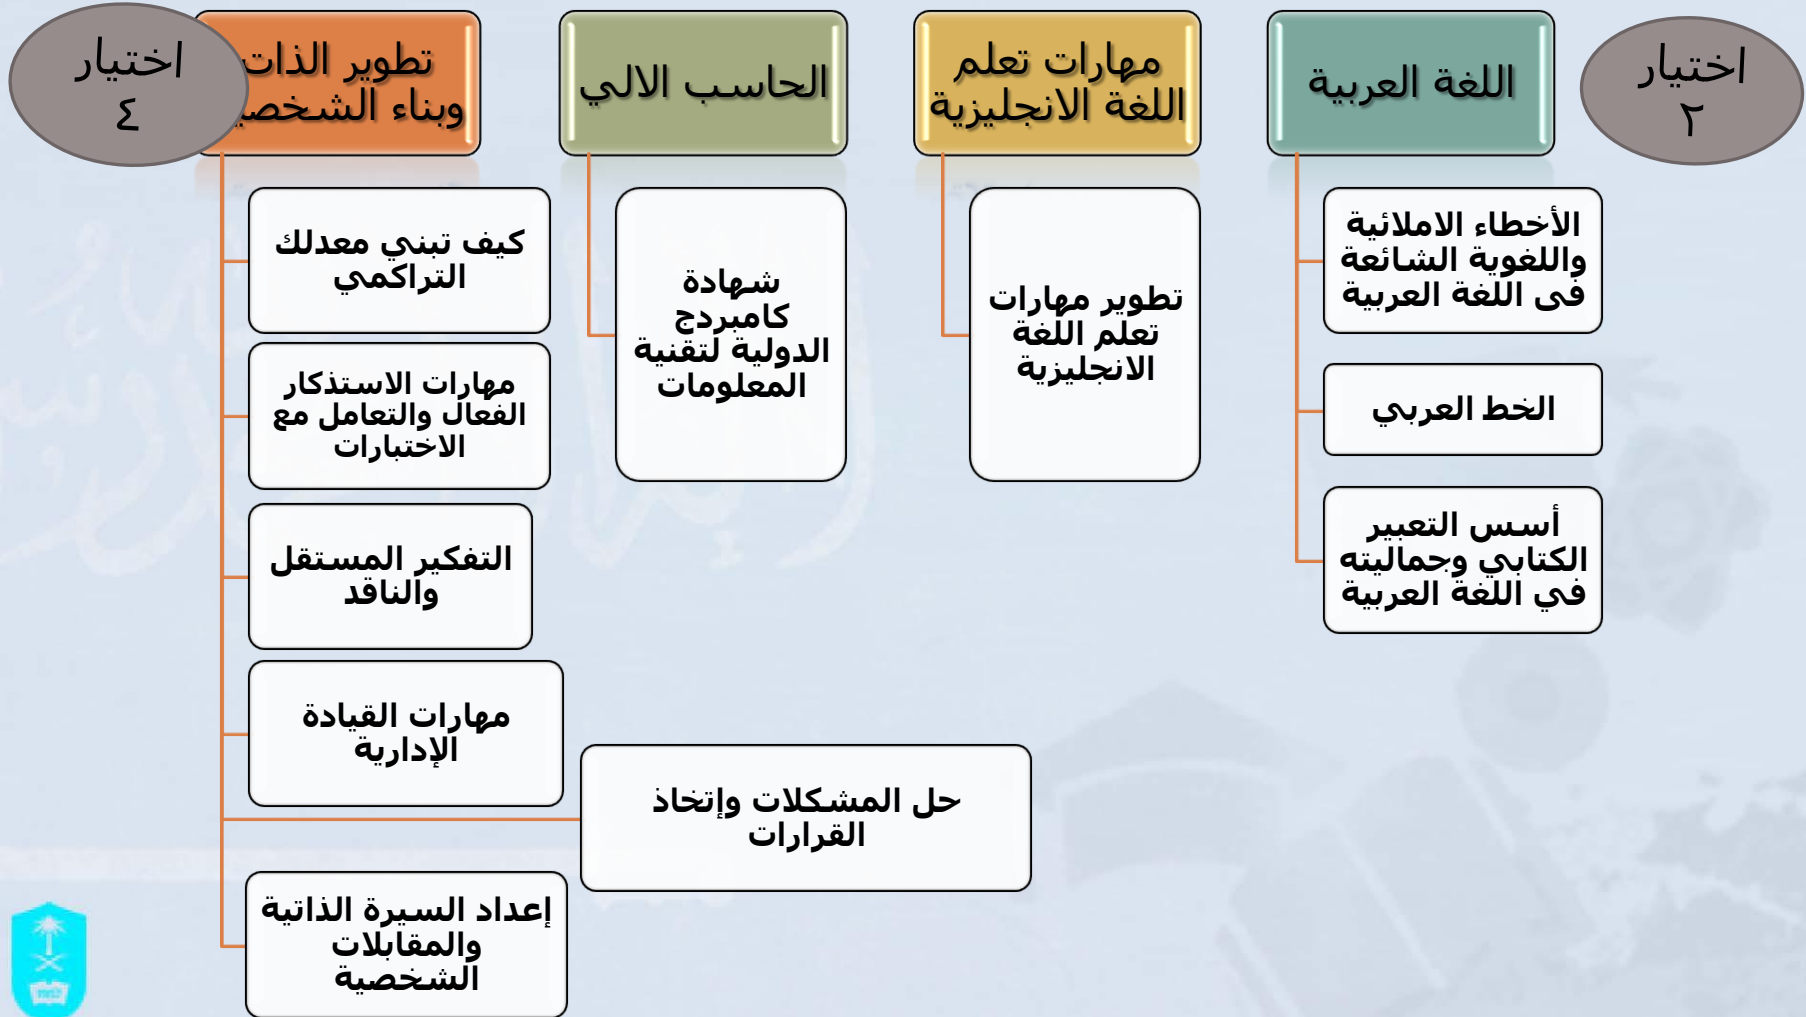 اختيار
٢
اللغة العربية
الأخطاء الاملائية
واللغوية الشائعة
فى اللغة العربية
الخط العربي
أسس التعبير
الكتابي وجماليته
في اللغة العربية
مهارات تعلم
اللغة الانجليزية
تطوير مهارات
تعلم اللغة
الانجليزية
الحاسب الالي
شهادة
كامبردج
الدولية لتقنية
المعلومات
تطوير الذات
وبناء الشخصي
اختيار
٤
كيف تبني معدلك
التراكمي
مهارات الاستذكار
الفعال والتعامل مع
الاختبارات
التفكير المستقل
والناقد
مهارات القيادة
الإدارية
حل المشكلات وإتخاذ
القرارات
إعداد السيرة الذاتية
والمقابلات
الشخصية